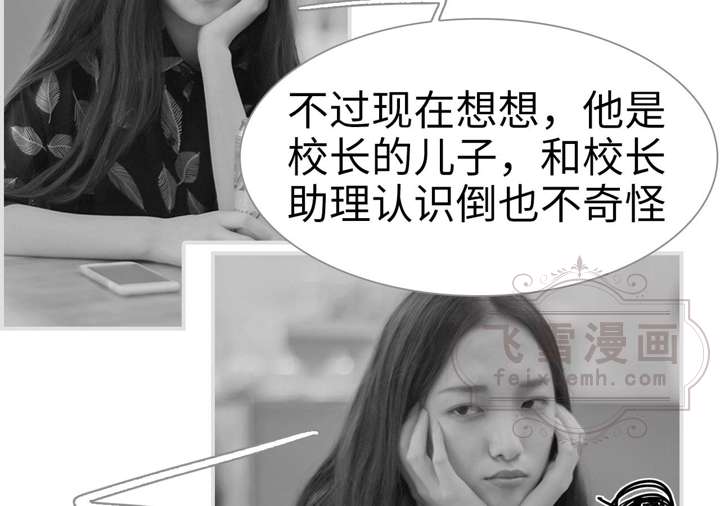 不过现在想想，他是
校长的儿子，和校长
助理认识倒也不奇怪
飞雪漫画
feixuemh.com